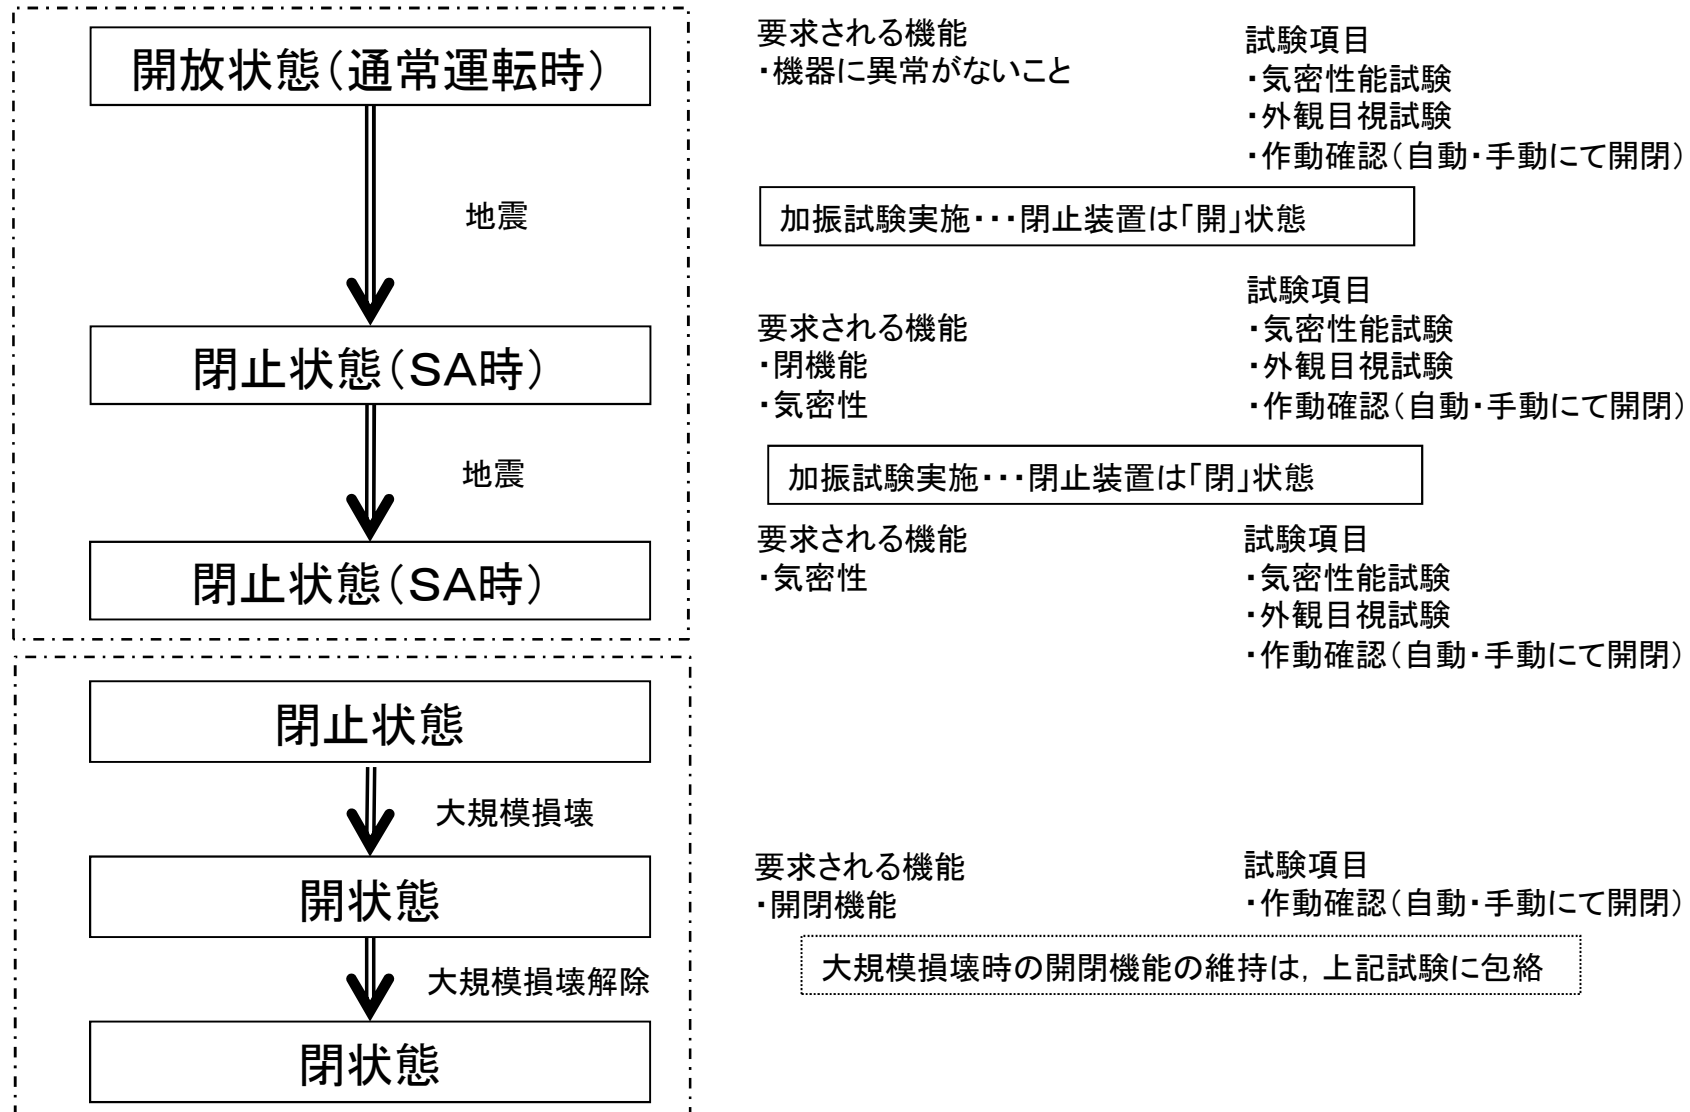 開放状態（通常運転時）
要求される機能
・機器に異常がないこと
試験項目
・気密性能試験
・外観目視試験
・作動確認（自動・手動にて開閉）
地震
加振試験実施・・・閉止装置は「開」状態
閉止状態（ＳＡ時）
要求される機能
・閉機能
・気密性
試験項目
・気密性能試験
・外観目視試験
・作動確認（自動・手動にて開閉）
地震
加振試験実施・・・閉止装置は「閉」状態
閉止状態（ＳＡ時）
要求される機能
・気密性
試験項目
・気密性能試験
・外観目視試験
・作動確認（自動・手動にて開閉）
閉止状態
大規模損壊
開状態
要求される機能
・開閉機能
試験項目
・作動確認（自動・手動にて開閉）
大規模損壊時の開閉機能の維持は，上記試験に包絡
大規模損壊解除
閉状態